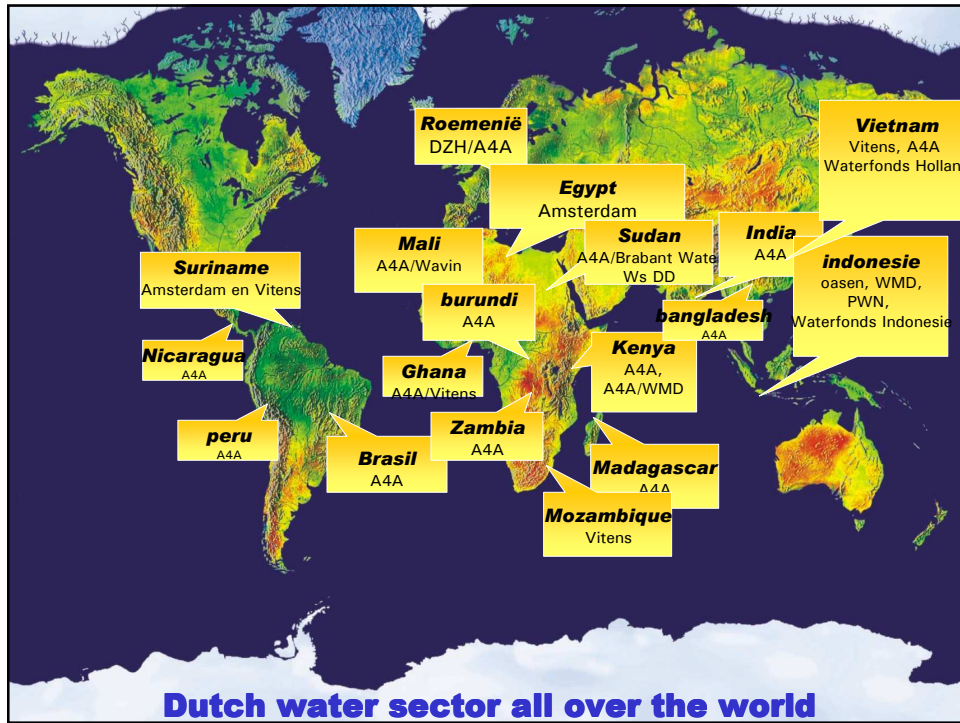 Roemenië
DZH/A4A
Vietnam
Vitens, A4A
Waterfonds Hollan
Egypt
Amsterdam
Mali
A4A/Wavin
Sudan
A4A/Brabant Wate
Ws DD
India
A4A
indonesie
oasen, WMD,
PWN,
Waterfonds Indonesie
Suriname
Amsterdam en Vitens
burundi
A4A
bangladesh
A4A
Nicaragua
A4A
Ghana
A4A/Vitens
Kenya
A4A,
A4A/WMD
peru
A4A
Brasil
A4A
Zambia
A4A
Madagascar
A4A
Mozambique
Vitens
Dutch water sector all over the world